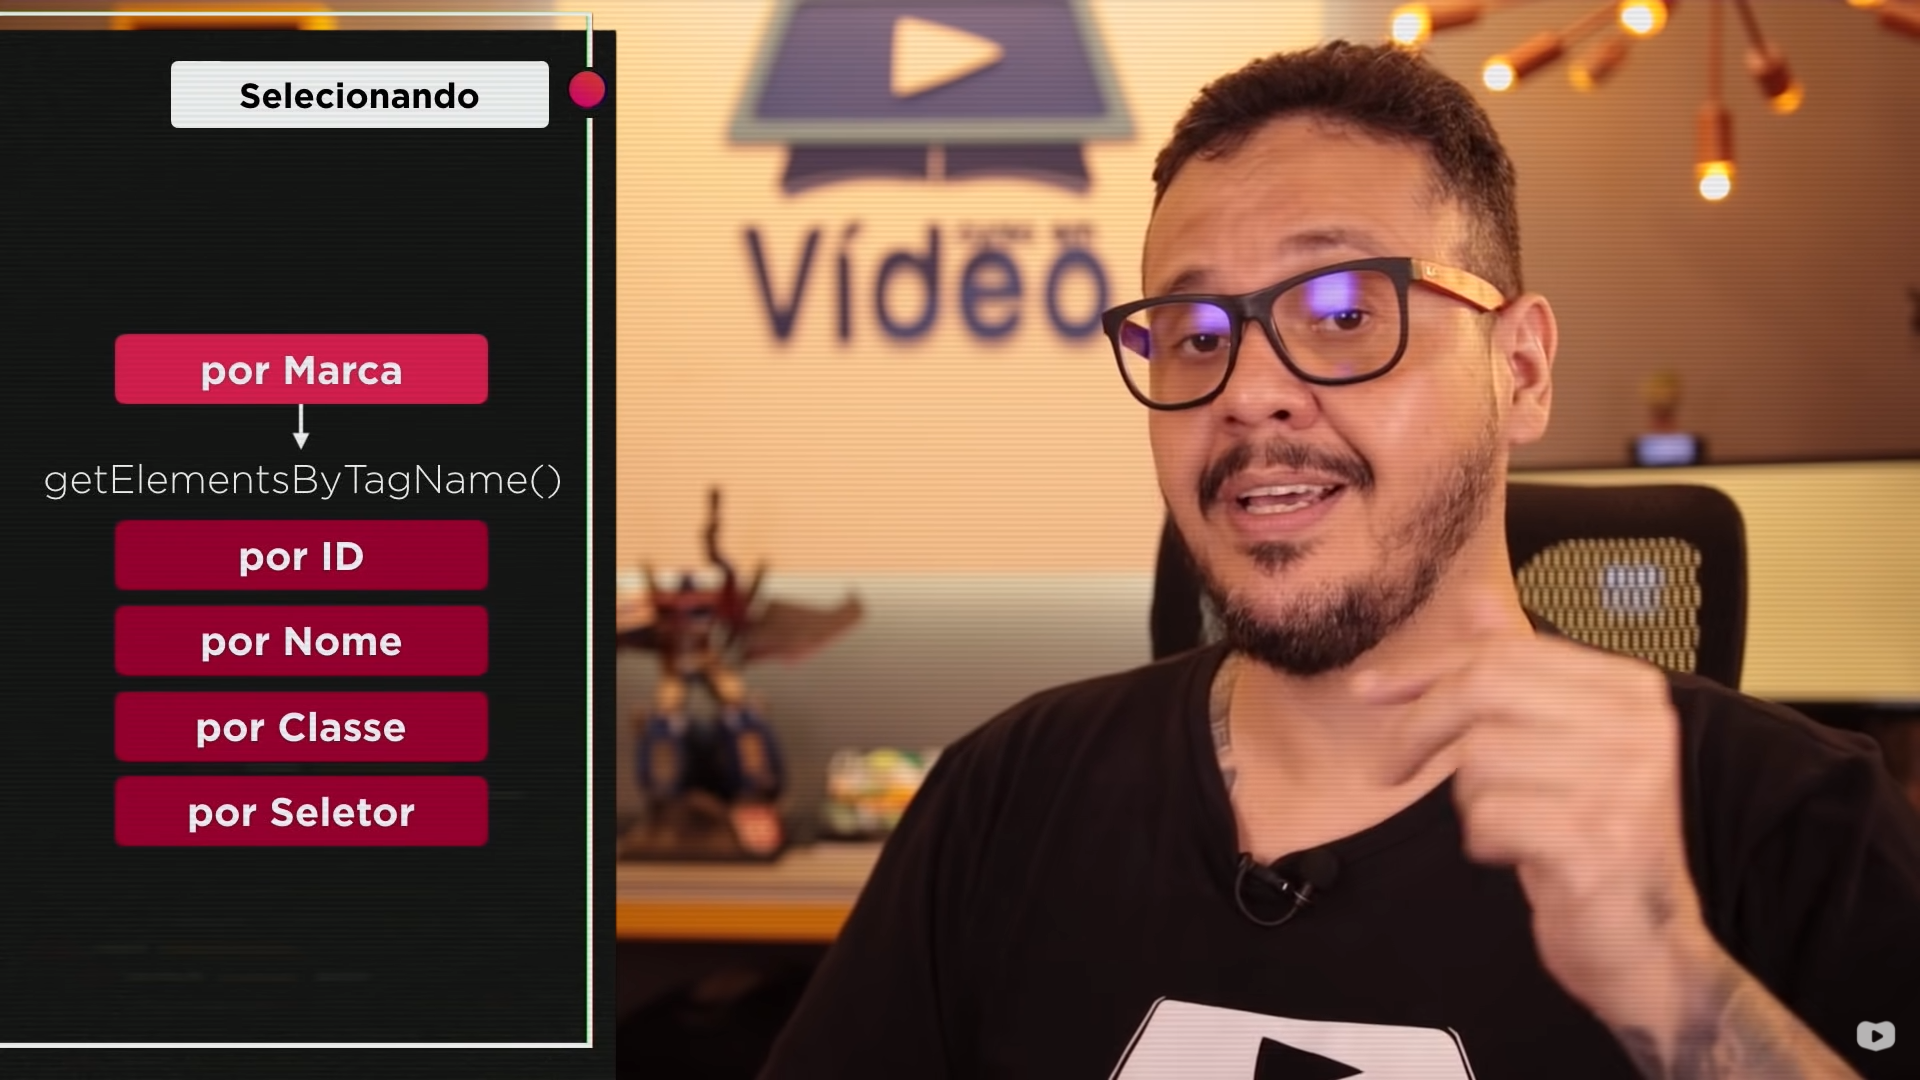 Selecionando
por Marca
getElementsByTagName()
por ID
por Nome
por Classe
por Seletor
Vídeo